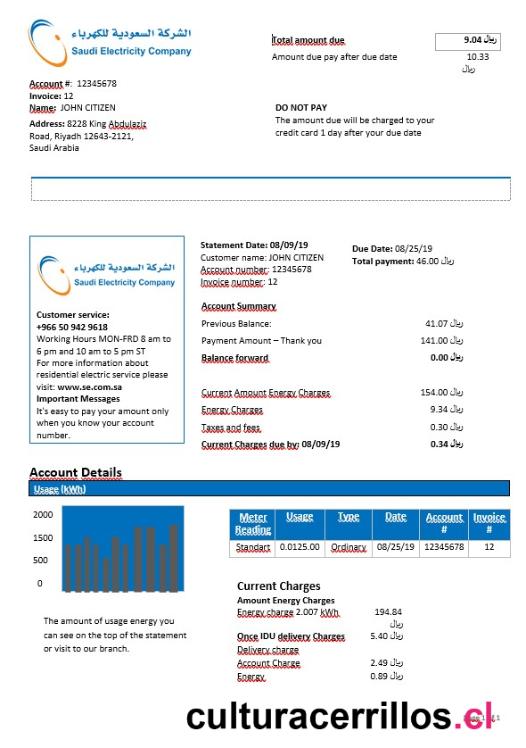 الشركة السعودية للكهرباء
Saudi Electricity Company
Total amount due 9.04 ريال
Amount due pay after due date 10.33
ريال
Account #: 12345678
Invoice: 12
Name: JOHN CITIZEN
Address: 8228 King Abdulaziz
Road, Riyadh 12643-2121,
Saudi Arabia
DO NOT PAY
The amount due will be charged to your
credit card 1 day after your due date
الشركة السعودية للكهرباء
Saudi Electricity Company
Customer service:
+966 50 942 9618
Working Hours MON-FRD 8 am to
6 pm and 10 am to 5 pm ST
For more information about
residential electric service please
visit: www.se.com.sa
Important Messages
It's easy to pay your amount only
when you know your account
number.
Statement Date: 08/09/19
Customer name: JOHN CITIZEN
Account number: 12345678
Invoice number: 12
Due Date: 08/25/19
Total payment: 46.00 ريال
Account Summary
Previous Balance: 41.07 ريال
Payment Amount – Thank you 141.00 ريال
Balance forward 0.00 ريال
Current Amount Energy Charges 154.00 ريال
Energy Charges 9.34 ريال
Taxes and fees 0.30 ريال
Current Charges due by: 08/09/19 0.34 ريال
Account Details
Usage (kWh)
2000
1500
500
0
The amount of usage energy you
can see on the top of the statement
or visit to our branch.
Meter Reading Usage Type Date Account # Invoice #
Standart 0.0125.00 Ordinary 08/25/19 12345678 12
Current Charges
Amount Energy Charges
Energy charge 2.007 kWh 194.84
ريال
Once IDU delivery Charges 5.40 ريال
Delivery charge
Account Charge 2.49 ريال
Energy 0.89 ريال
culturacerrillos.cl